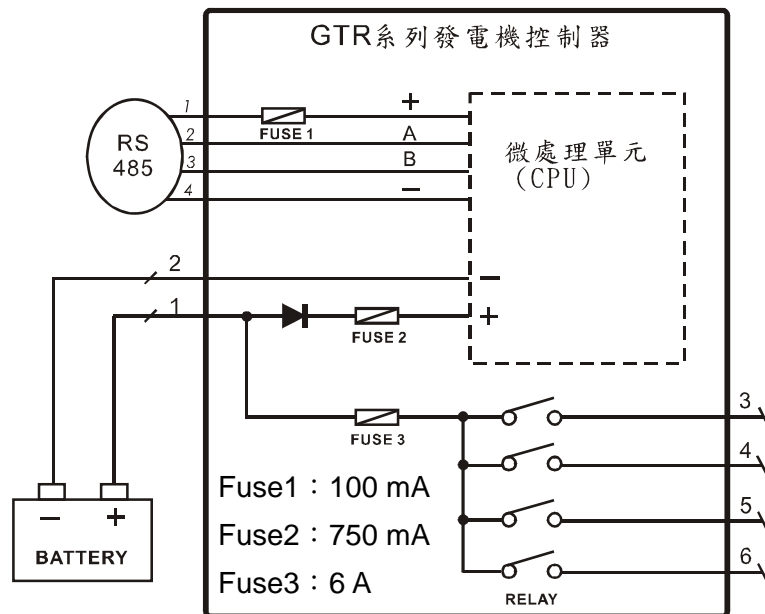 GTR系列發電機控制器
RS
485
1
2
3
4
FUSE 1
+
A
B
−
微處理單元
(CPU)
2
−
1
FUSE 2
+
FUSE 3
3
4
5
6
RELAY
Fuse1：100 mA
Fuse2：750 mA
Fuse3：6 A
− +
BATTERY